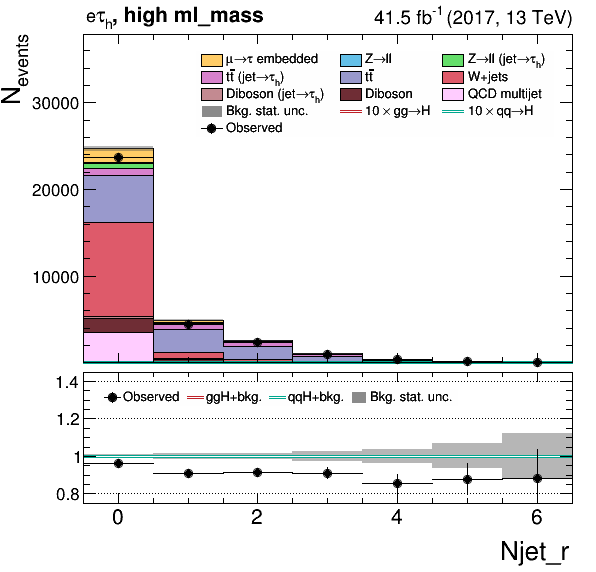 eτh, high ml_mass 41.5 fb⁻¹ (2017, 13 TeV)
Nevents
30000
20000
10000
μ→τ embedded Z→ll Z→ll (jet→τh)
tt̄ (jet→τh) tt̄ W+jets
Diboson (jet→τh) Diboson QCD multijet
Bkg. stat. unc. 10 × gg→H 10 × qq→H
Observed
1.4
1.2
1
0.8
Observed ggH+bkg. qqH+bkg. Bkg. stat. unc.
0 2 4 6
Njet_r